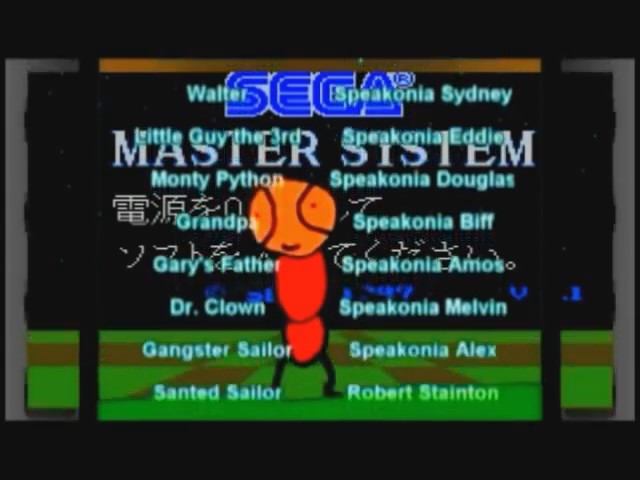 SEGA®
Walter Speakonia Sydney
Little Guy the 3rd Speakonia Eddie
MASTER SYSTEM
Monty Python Speakonia Douglas
電源を て
Grandpa Speakonia Biff
ソフトを てください。
Gary's Father Speakonia Amos
©
Dr. Clown Speakonia Melvin
Gangster Sailor Speakonia Alex
Santed Sailor Robert Stainton